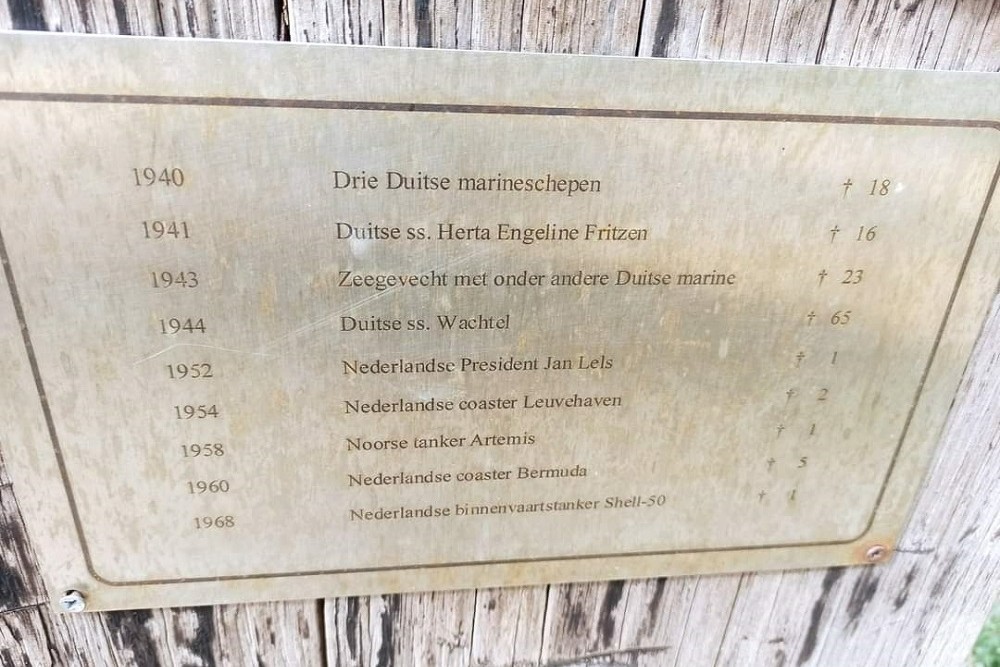 1940 Drie Duitse marineschepen † 18
1941 Duitse ss. Herta Engeline Fritzen † 16
1943 Zeegevecht met onder andere Duitse marine † 23
1944 Duitse ss. Wachtel † 65
1952 Nederlandse President Jan Lels † 1
1954 Nederlandse coaster Leuvehaven † 2
1958 Noorse tanker Artemis † 1
1960 Nederlandse coaster Bermuda † 5
1968 Nederlandse binnenvaartstanker Shell-50 † 1